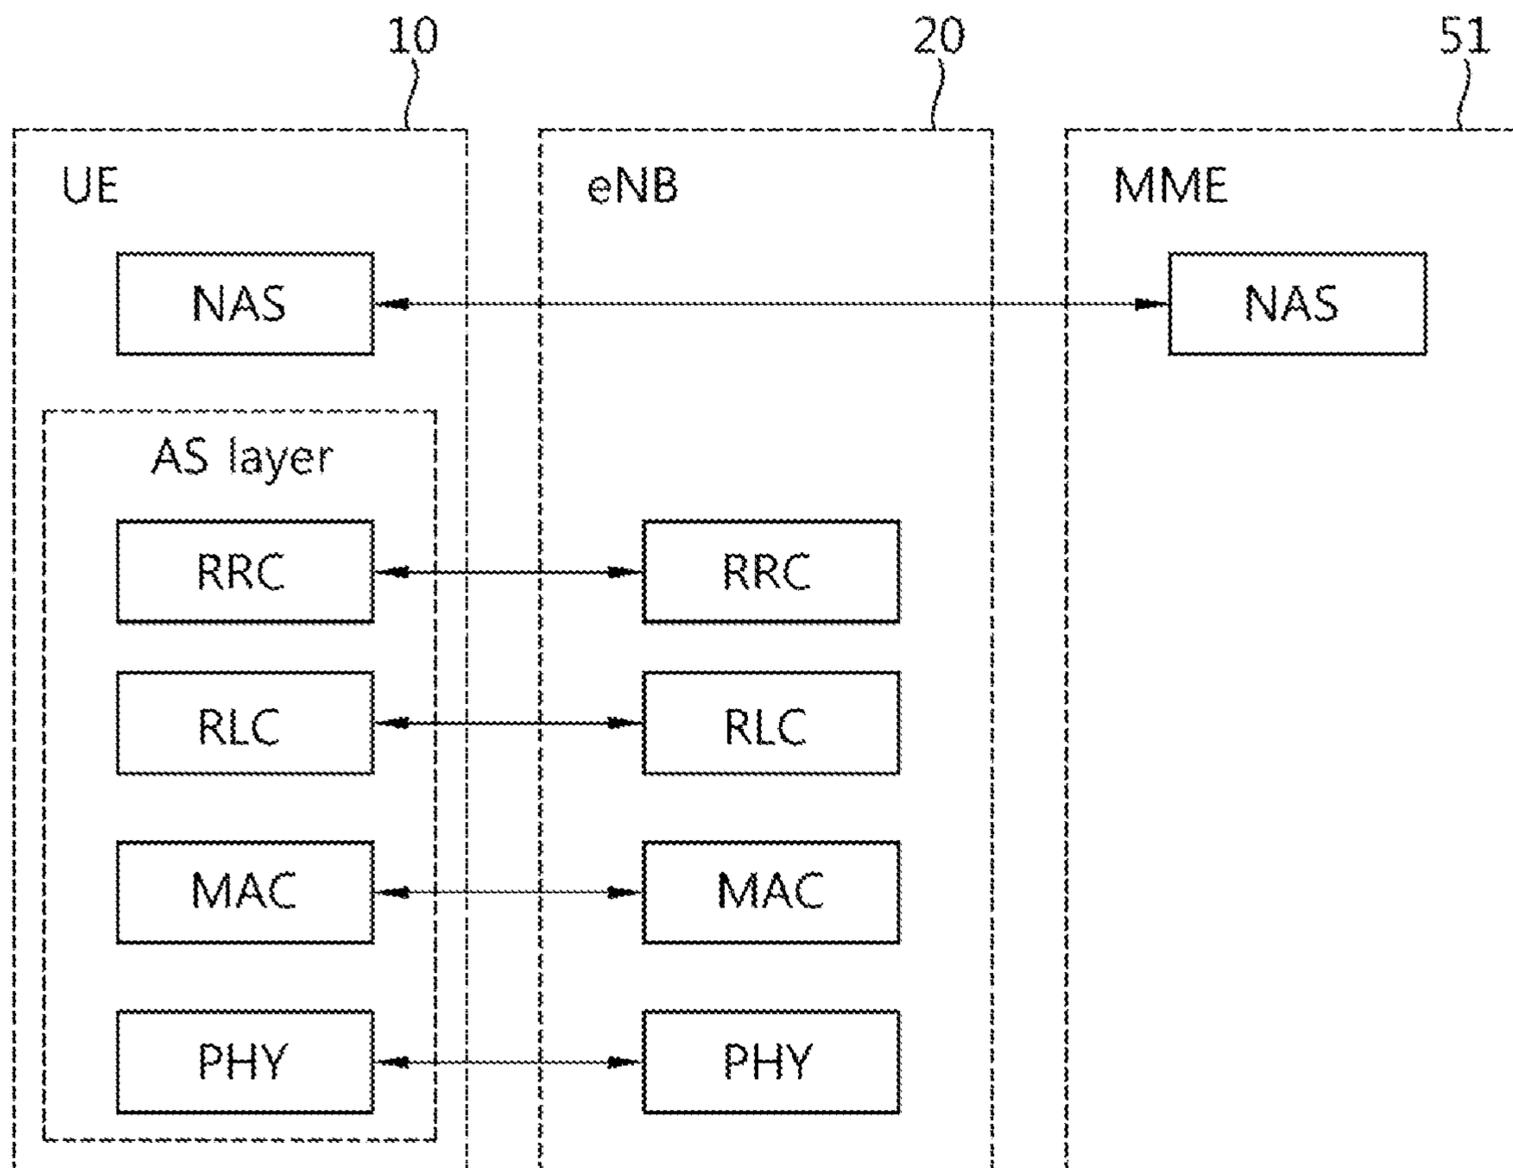 10 20 51
UE eNB MME
NAS NAS
AS layer
RRC RRC
RLC RLC
MAC MAC
PHY PHY